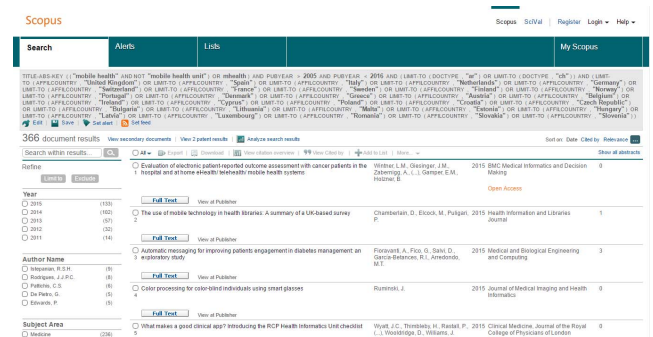 Scopus
Scopus SciVal Register Login Help
Search Alerts Lists My Scopus
TITLE-ABS-KEY ( ( "mobile health" AND NOT "mobile health unit" ) OR mhealth ) AND PUBYEAR > 2005 AND PUBYEAR < 2016 AND ( LIMIT-TO ( DOCTYPE , "ar" ) OR LIMIT-TO ( DOCTYPE , "ch" ) ) AND ( LIMIT-
TO ( AFFILCOUNTRY , "United Kingdom" ) OR LIMIT-TO ( AFFILCOUNTRY , "Spain" ) OR LIMIT-TO ( AFFILCOUNTRY , "Italy" ) OR LIMIT-TO ( AFFILCOUNTRY , "Netherlands" ) OR LIMIT-TO ( AFFILCOUNTRY , "Germany" ) OR
LIMIT-TO ( AFFILCOUNTRY , "Switzerland" ) OR LIMIT-TO ( AFFILCOUNTRY , "France" ) OR LIMIT-TO ( AFFILCOUNTRY , "Sweden" ) OR LIMIT-TO ( AFFILCOUNTRY , "Finland" ) OR LIMIT-TO ( AFFILCOUNTRY , "Norway" ) OR
LIMIT-TO ( AFFILCOUNTRY , "Portugal" ) OR LIMIT-TO ( AFFILCOUNTRY , "Denmark" ) OR LIMIT-TO ( AFFILCOUNTRY , "Greece" ) OR LIMIT-TO ( AFFILCOUNTRY , "Austria" ) OR LIMIT-TO ( AFFILCOUNTRY , "Belgium" ) OR
LIMIT-TO ( AFFILCOUNTRY , "Ireland" ) OR LIMIT-TO ( AFFILCOUNTRY , "Cyprus" ) OR LIMIT-TO ( AFFILCOUNTRY , "Poland" ) OR LIMIT-TO ( AFFILCOUNTRY , "Croatia" ) OR LIMIT-TO ( AFFILCOUNTRY , "Czech Republic" ) OR
LIMIT-TO ( AFFILCOUNTRY , "Bulgaria" ) OR LIMIT-TO ( AFFILCOUNTRY , "Lithuania" ) OR LIMIT-TO ( AFFILCOUNTRY , "Malta" ) OR LIMIT-TO ( AFFILCOUNTRY , "Estonia" ) OR LIMIT-TO ( AFFILCOUNTRY , "Hungary" ) OR
LIMIT-TO ( AFFILCOUNTRY , "Latvia" ) OR LIMIT-TO ( AFFILCOUNTRY , "Luxembourg" ) OR LIMIT-TO ( AFFILCOUNTRY , "Romania" ) OR LIMIT-TO ( AFFILCOUNTRY , "Slovakia" ) OR LIMIT-TO ( AFFILCOUNTRY , "Slovenia" ) )
Edit Save Set alert Set feed
366 document results View secondary documents View 2 patent results Analyze search results Sort on: Date Cited by Relevance ...
Search within results... All Export Download View citation overview View Cited by Add to List More... Show all abstracts
Refine
Limit to Exclude
Year
2015 (133)
2014 (102)
2013 (57)
2012 (32)
2011 (14)
Author Name
Istepanian, R.S.H. (9)
Rodrigues, J.J.P.C. (8)
Pattichis, C.S. (6)
De Pietro, G. (5)
Edwards, P. (5)
Subject Area
Medicine (236)
Evaluation of electronic patient-reported outcome assessment with cancer patients in the Wintner, L.M., Giesinger, J.M., 2015 BMC Medical Informatics and Decision 0
1 hospital and at home eHealth/ telehealth/ mobile health systems Zabernigg, A., (...), Gamper, E.M., Making
Holzner, B.
Open Access
Full Text View at Publisher
The use of mobile technology in health libraries: A summary of a UK-based survey Chamberlain, D., Elcock, M., Puligari, 2015 Health Information and Libraries 1
2 P. Journal
Full Text View at Publisher
Automatic messaging for improving patients engagement in diabetes management: an Fioravanti, A., Fico, G., Salvi, D., 2015 Medical and Biological Engineering 3
3 exploratory study García-Betances, R.I., Arredondo, and Computing
M.T.
Full Text View at Publisher
Color processing for color-blind individuals using smart glasses Ruminski, J. 2015 Journal of Medical Imaging and Health 0
4 Informatics
Full Text View at Publisher
What makes a good clinical app? Introducing the RCP Health Informatics Unit checklist Wyatt, J.C., Thimbleby, H., Rastall, P., 2015 Clinical Medicine, Journal of the Royal 0
5 (...), Wooldridge, D., Williams, J. College of Physicians of London